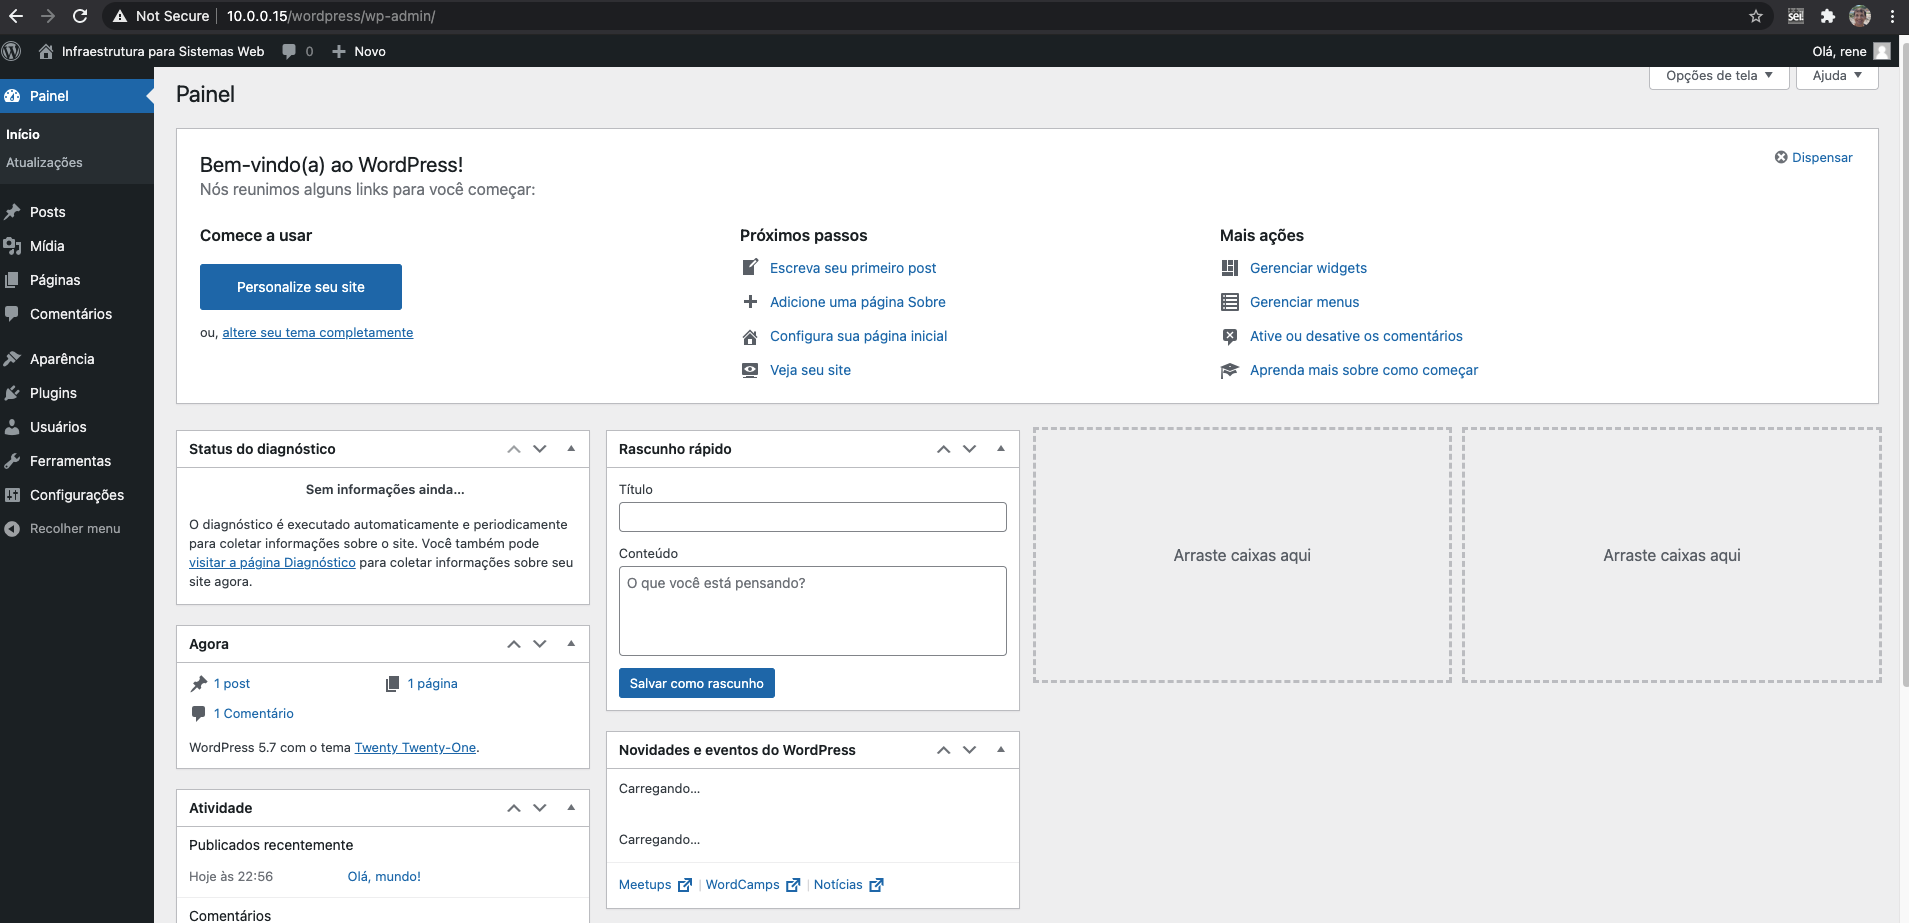 Not Secure 10.0.0.15/wordpress/wp-admin/
sei!
Infraestrutura para Sistemas Web 0 Novo
Olá, rene
Painel
Início
Atualizações
Posts
Mídia
Páginas
Comentários
Aparência
Plugins
Usuários
Ferramentas
Configurações
Recolher menu
Painel
Opções de tela
Ajuda
Bem-vindo(a) ao WordPress!
Nós reunimos alguns links para você começar:
Dispensar
Comece a usar
Personalize seu site
ou, altere seu tema completamente
Próximos passos
Escreva seu primeiro post
Adicione uma página Sobre
Configura sua página inicial
Veja seu site
Mais ações
Gerenciar widgets
Gerenciar menus
Ative ou desative os comentários
Aprenda mais sobre como começar
Status do diagnóstico
Sem informações ainda...
O diagnóstico é executado automaticamente e periodicamente
para coletar informações sobre o site. Você também pode
visitar a página Diagnóstico para coletar informações sobre seu
site agora.
Agora
1 post
1 página
1 Comentário
WordPress 5.7 com o tema Twenty Twenty-One.
Atividade
Publicados recentemente
Hoje às 22:56 Olá, mundo!
Comentários
Rascunho rápido
Título
Conteúdo
O que você está pensando?
Salvar como rascunho
Novidades e eventos do WordPress
Carregando...
Carregando...
Meetups | WordCamps | Notícias
Arraste caixas aqui
Arraste caixas aqui